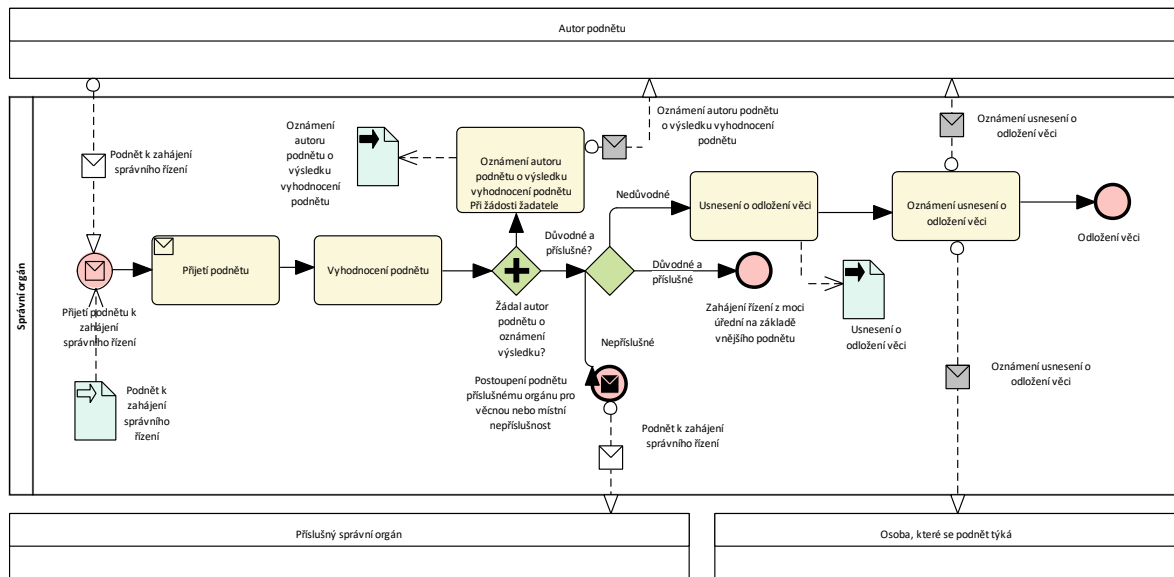 Autor podnětu
Správní orgán
Podnět k zahájení
správního řízení
Oznámení
autoru
podnětu o
výsledku
vyhodnocení
podnětu
Oznámení autoru
podnětu o výsledku
vyhodnocení podnětu
Při žádosti žadatele
Oznámení autoru podnětu
o výsledku vyhodnocení
podnětu
Oznámení usnesení o
odložení věci
Přijetí podnětu k
zahájení
správního řízení
Přijetí podnětu
Vyhodnocení podnětu
Žádal autor
podnětu o
oznámení
výsledku?
Důvodné a
příslušné?
Nedůvodné
Důvodné a
příslušné
Nepříslušné
Usnesení o odložení věci
Oznámení usnesení o
odložení věci
Odložení věci
Zahájení řízení z moci
úřední na základě
vnějšího podnětu
Usnesení o
odložení věci
Podnět k
zahájení
správního
řízení
Postoupení podnětu
příslušnému orgánu pro
věcnou nebo místní
nepříslušnost
Podnět k zahájení
správního řízení
Oznámení usnesení o
odložení věci
Příslušný správní orgán
Osoba, které se podnět týká